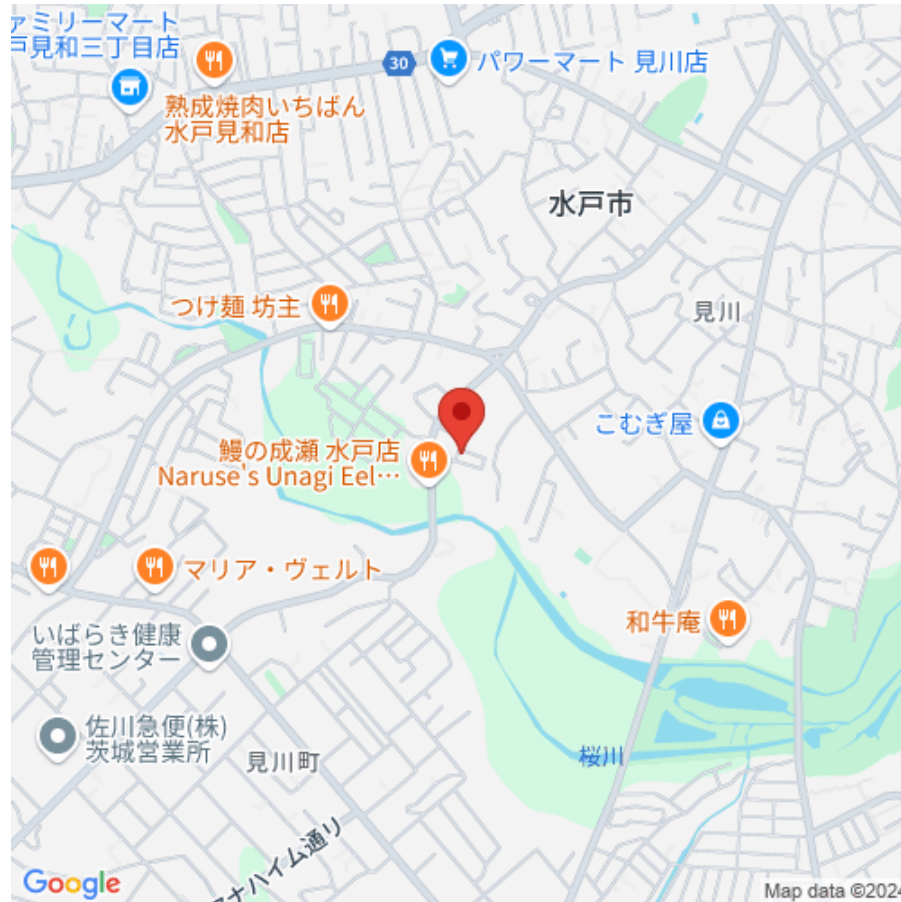 ァミリーマート
戸見和三丁目店
30
パワーマート 見川店
熟成焼肉いちばん
水戸見和店
水戸市
つけ麺 坊主
見川
こむぎ屋
鰻の成瀬 水戸店
Naruse's Unagi Eel…
マリア・ヴェルト
和牛庵
いばらき健康
管理センター
佐川急便(株)
茨城営業所
見川町
桜川
アナハイム通り
Google
Map data ©2024